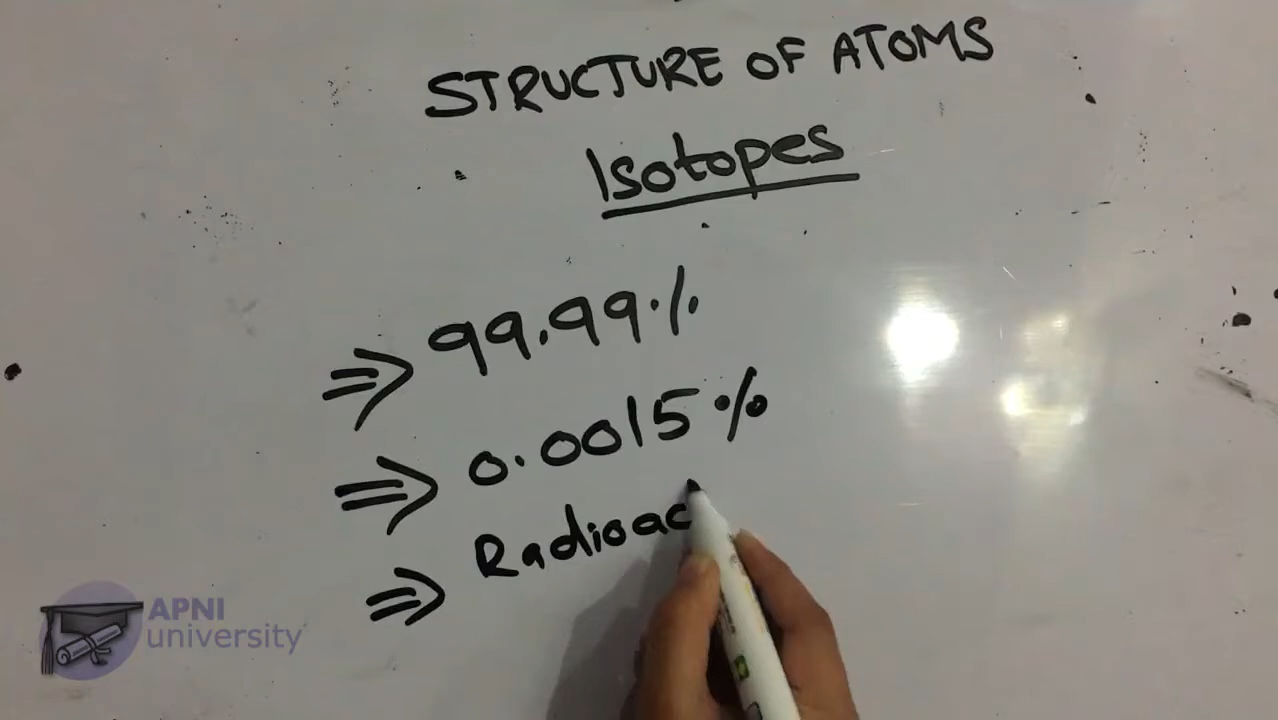 STRUCTURE OF ATOMS
Isotopes
⇒ 99.99%
⇒ 0.0015%
⇒ Radioac
APNI
university